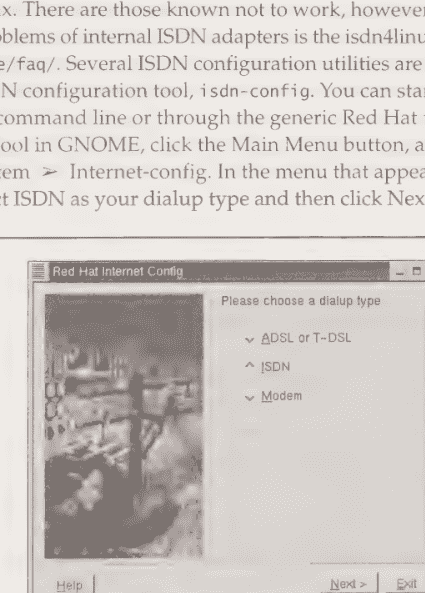 ix. There are those known not to work, however
oblems of internal ISDN adapters is the isdn4linu
e/faq/. Several ISDN configuration utilities are
N configuration tool, isdn-config. You can star
command line or through the generic Red Hat
ool in GNOME, click the Main Menu button, a
tem ➢ Internet-config. In the menu that appea
ct ISDN as your dialup type and then click Nex
Red Hat Internet Config
Please choose a dialup type
ADSL or T-DSL
ISDN
Modem
Help
Next >
Exit